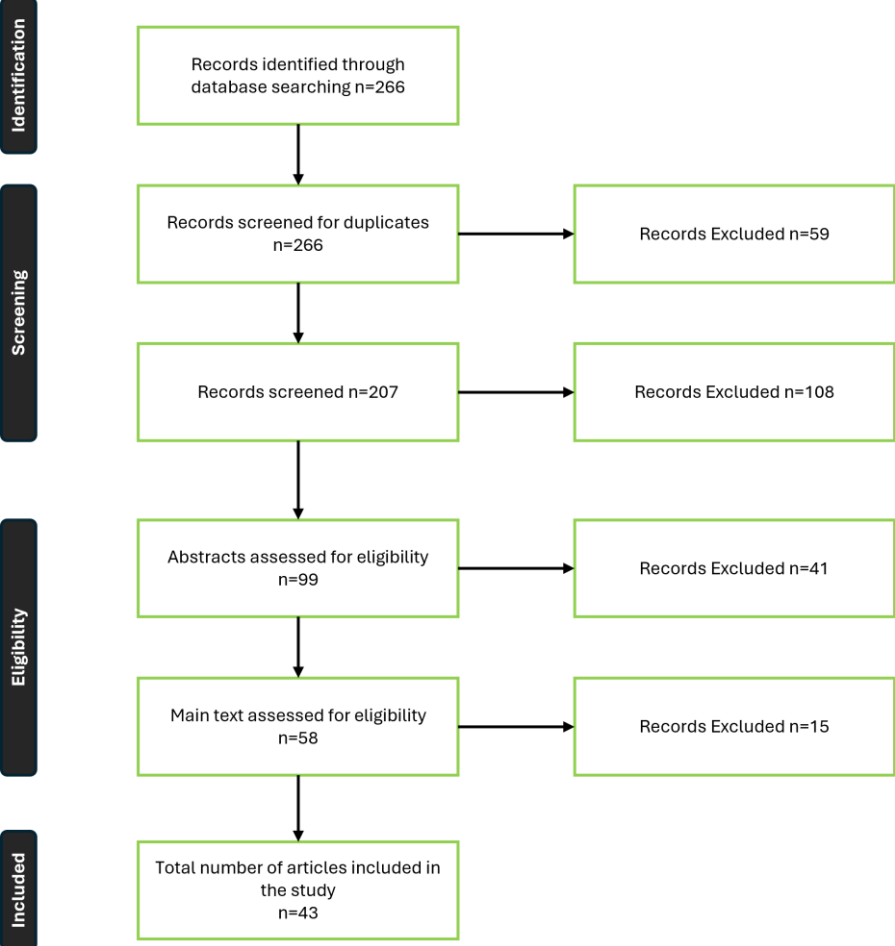 Identification
Records identified through
database searching n=266
Screening
Records screened for duplicates
n=266
Records Excluded n=59
Records screened n=207
Records Excluded n=108
Eligibility
Abstracts assessed for eligibility
n=99
Records Excluded n=41
Main text assessed for eligibility
n=58
Records Excluded n=15
Included
Total number of articles included in
the study
n=43